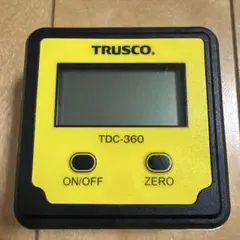 TRUSCO.
TDC-360
ON/OFF ZERO